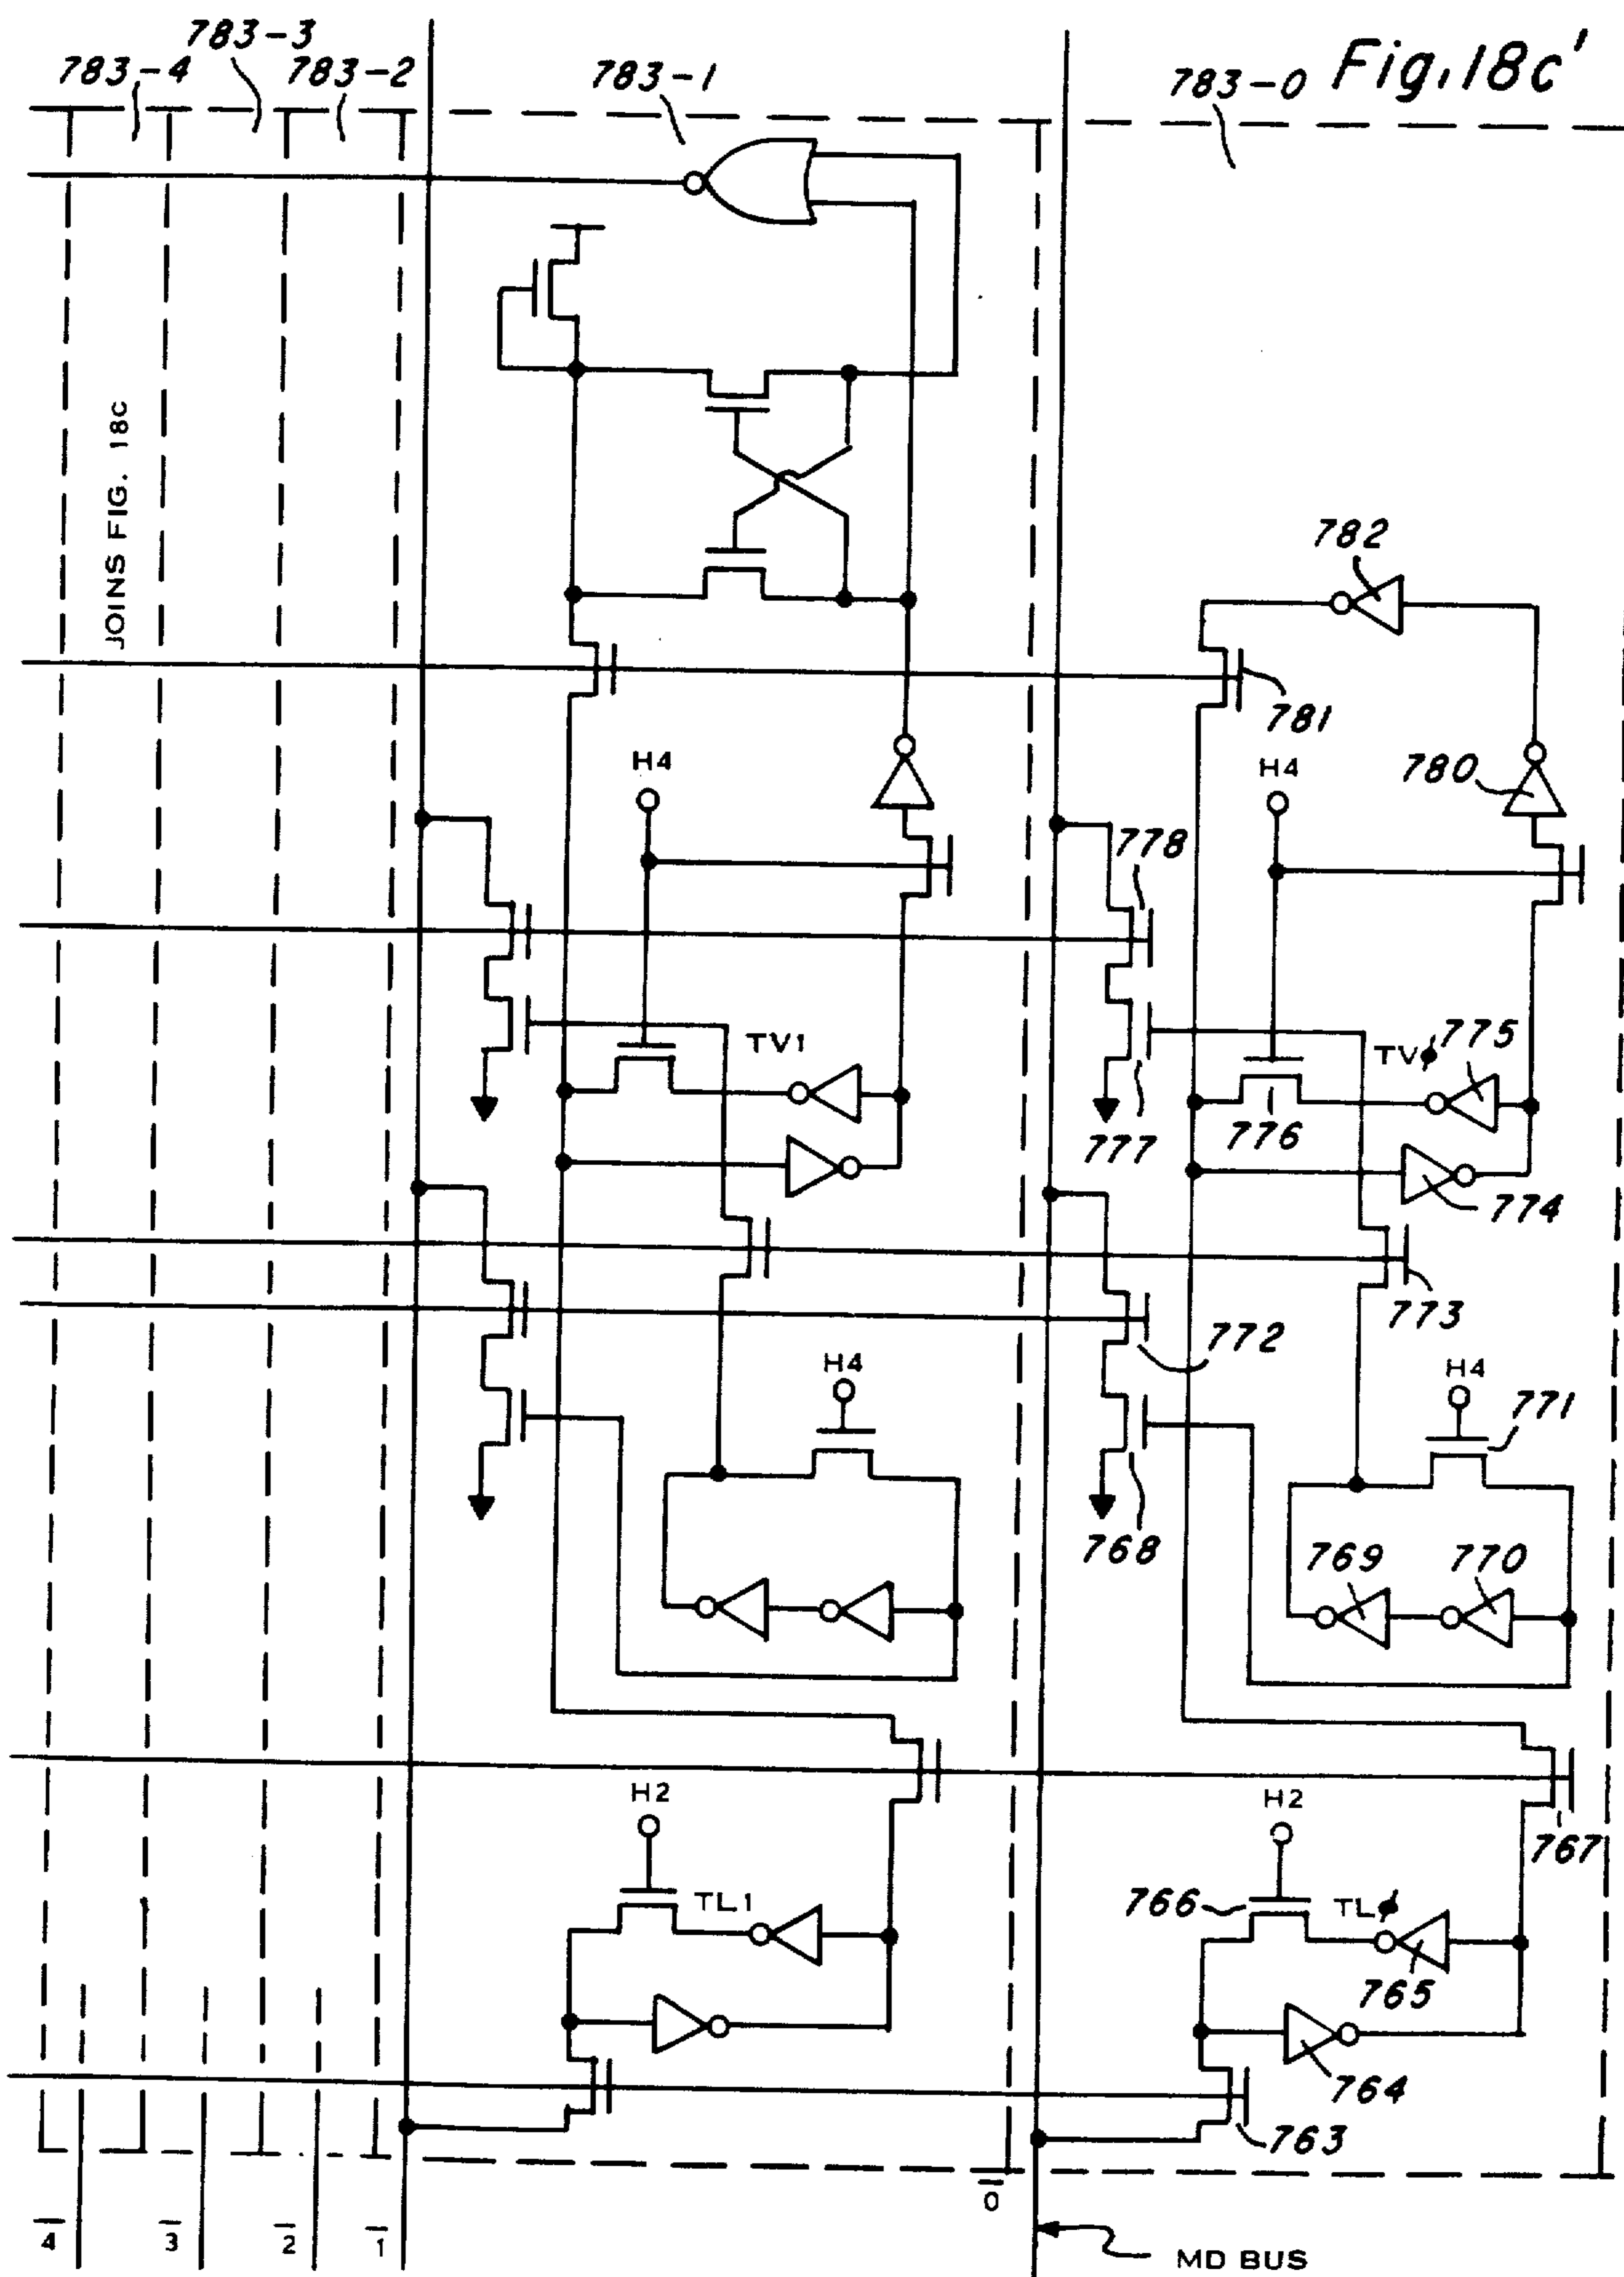 Fig. 18c'
783-4
783-3
783-2
783-1
783-0
JOINS FIG. 18C
782
781
H4
H4
780
778
TV1
TVϕ
775
777
776
774
773
772
H4
H4
771
768
769
770
H2
H2
767
TL1
766
TLϕ
765
764
763
4̅
3̅
2̅
1̅
0̅
MD BUS